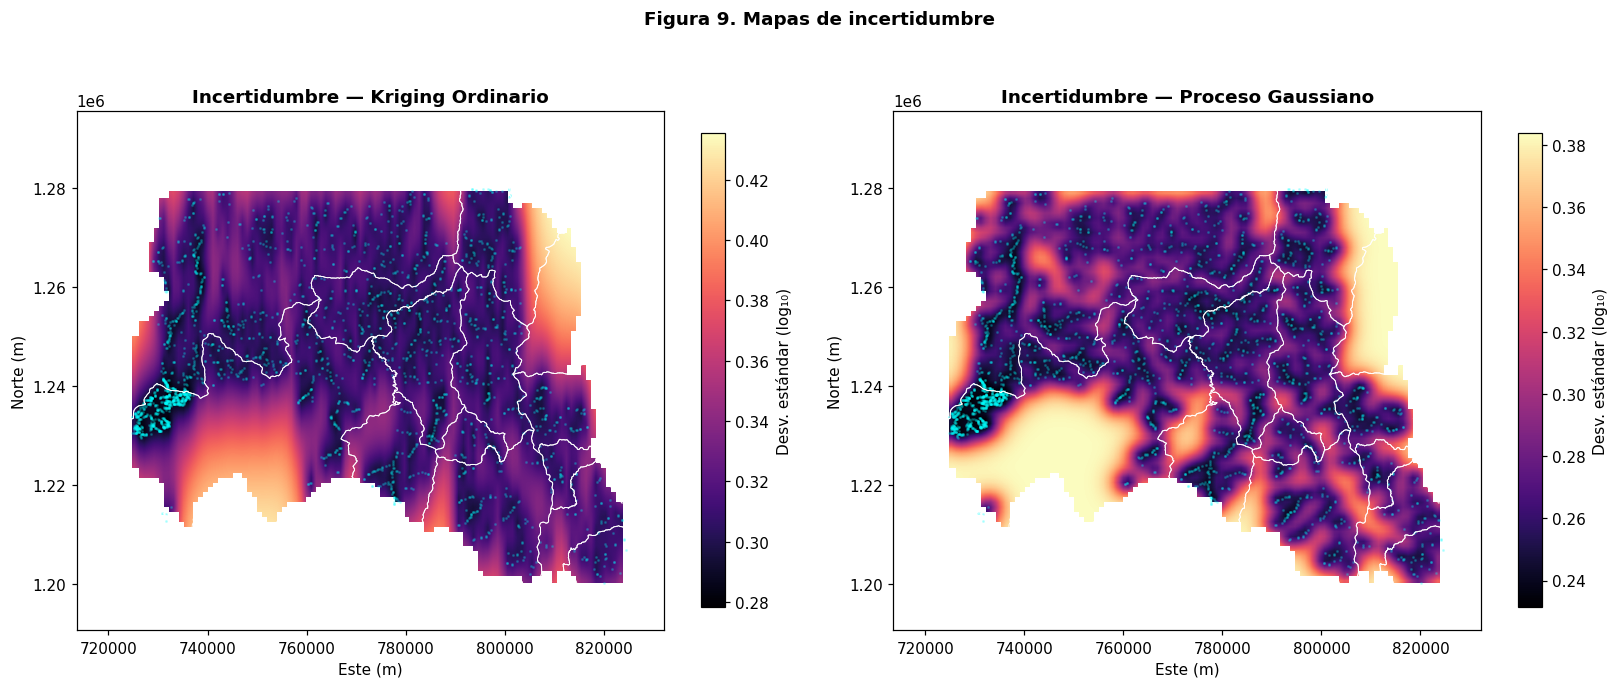 Figura 9. Mapas de incertidumbre
Incertidumbre — Kriging Ordinario
1e6
1.28
1.26
1.24
1.22
1.20
Norte (m)
720000 740000 760000 780000 800000 820000
Este (m)
0.42
0.40
0.38
0.36
0.34
0.32
0.30
0.28
Desv. estándar (log₁₀)
Incertidumbre — Proceso Gaussiano
1e6
1.28
1.26
1.24
1.22
1.20
Norte (m)
720000 740000 760000 780000 800000 820000
Este (m)
0.38
0.36
0.34
0.32
0.30
0.28
0.26
0.24
Desv. estándar (log₁₀)